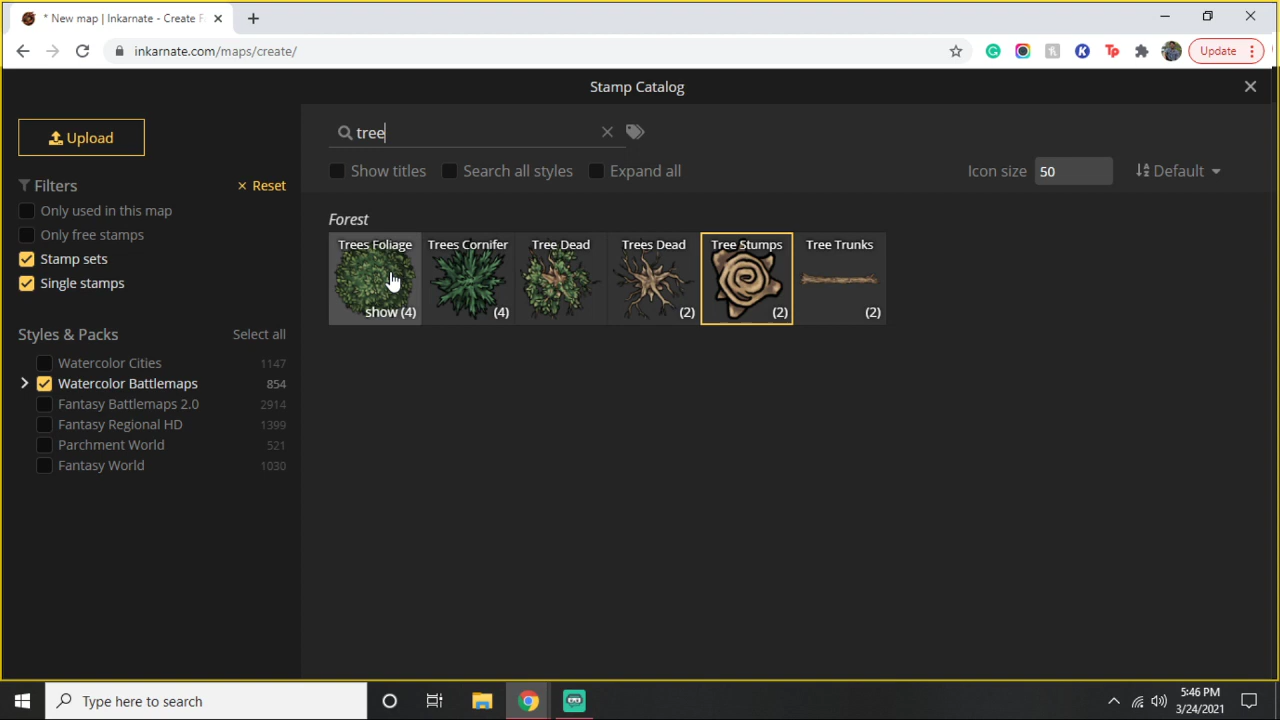 * New map | Inkarnate - Create F
inkarnate.com/maps/create/
Update
Stamp Catalog
Upload
tree
Show titles
Search all styles
Expand all
Icon size
50
Default
Filters
Reset
Only used in this map
Only free stamps
Stamp sets
Single stamps
Styles & Packs
Select all
Watercolor Cities 1147
Watercolor Battlemaps 854
Fantasy Battlemaps 2.0 2914
Fantasy Regional HD 1399
Parchment World 521
Fantasy World 1030
Forest
Trees Foliage
show (4)
Trees Cornifer
(4)
Tree Dead
Trees Dead
(2)
Tree Stumps
(2)
Tree Trunks
(2)
Type here to search
5:46 PM
3/24/2021